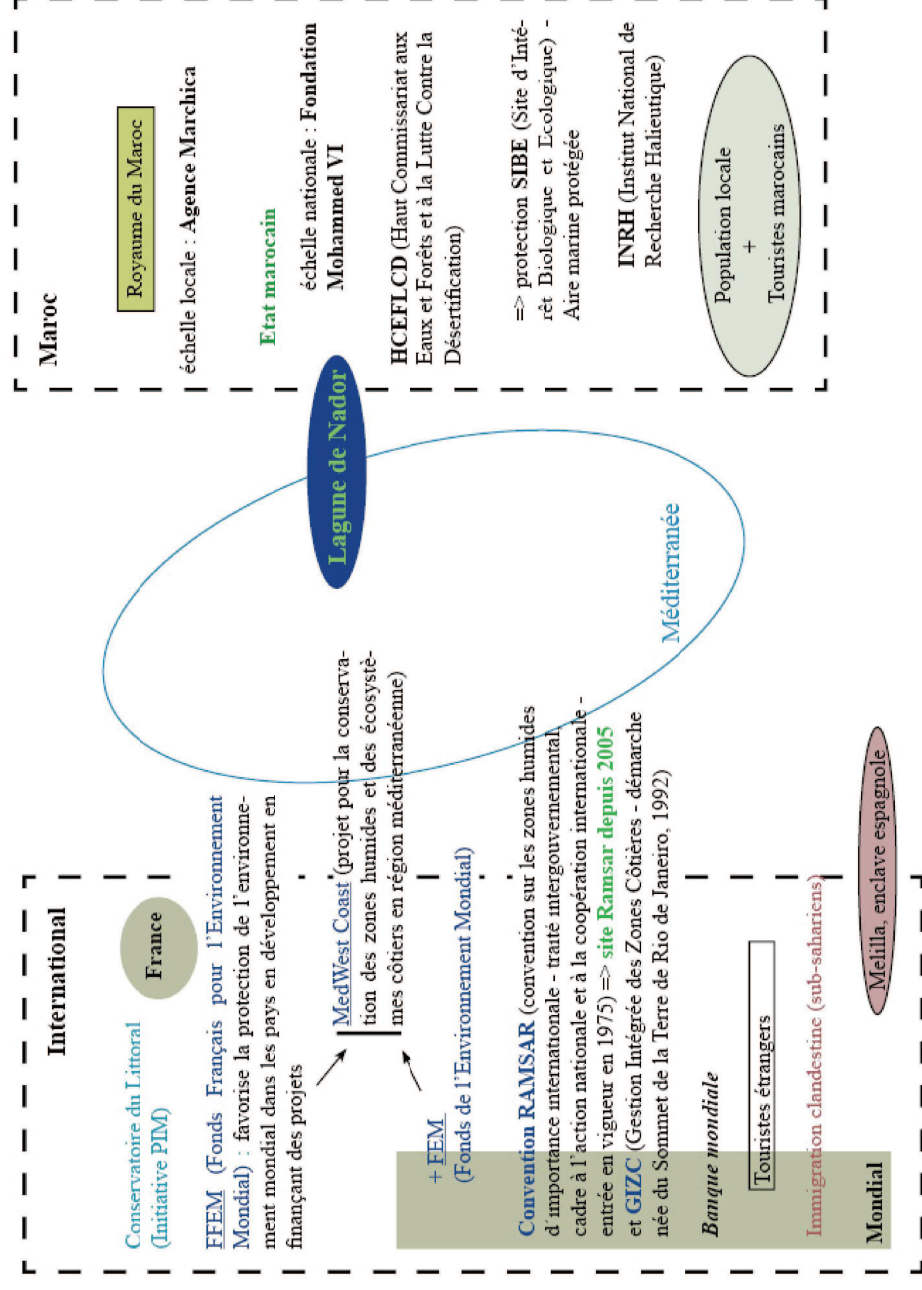 International
Conservatoire du Littoral
(Initiative PIM)
France
FFEM (Fonds Français pour l'Environnement
Mondial) : favorise la protection de l'environne-
ment mondial dans les pays en développement en
finançant des projets
MedWest Coast (projet pour la conserva-
tion des zones humides et des écosystè-
mes côtiers en région méditerranéenne)
+ FEM
(Fonds de l'Environnement Mondial)
Convention RAMSAR (convention sur les zones humides
d'importance internationale - traité intergouvernemental,
cadre à l'action nationale et à la coopération internationale -
entrée en vigueur en 1975) => site Ramsar depuis 2005
et GIZC (Gestion Intégrée des Zones Côtières - démarche
née du Sommet de la Terre de Rio de Janeiro, 1992)
Banque mondiale
Touristes étrangers
Immigration clandestine (sub-sahariens)
Mondial
Melilla, enclave espagnole
Lagune de Nador
Méditerranée
Maroc
Royaume du Maroc
échelle locale : Agence Marchica
Etat marocain
échelle nationale : Fondation
Mohammed VI
HCEFLCD (Haut Commissariat aux
Eaux et Forêts et à la Lutte Contre la
Désertification)
=> protection SIBE (Site d'Inté-
rêt Biologique et Ecologique) -
Aire marine protégée
INRH (Institut National de
Recherche Halieutique)
Population locale
+
Touristes marocains